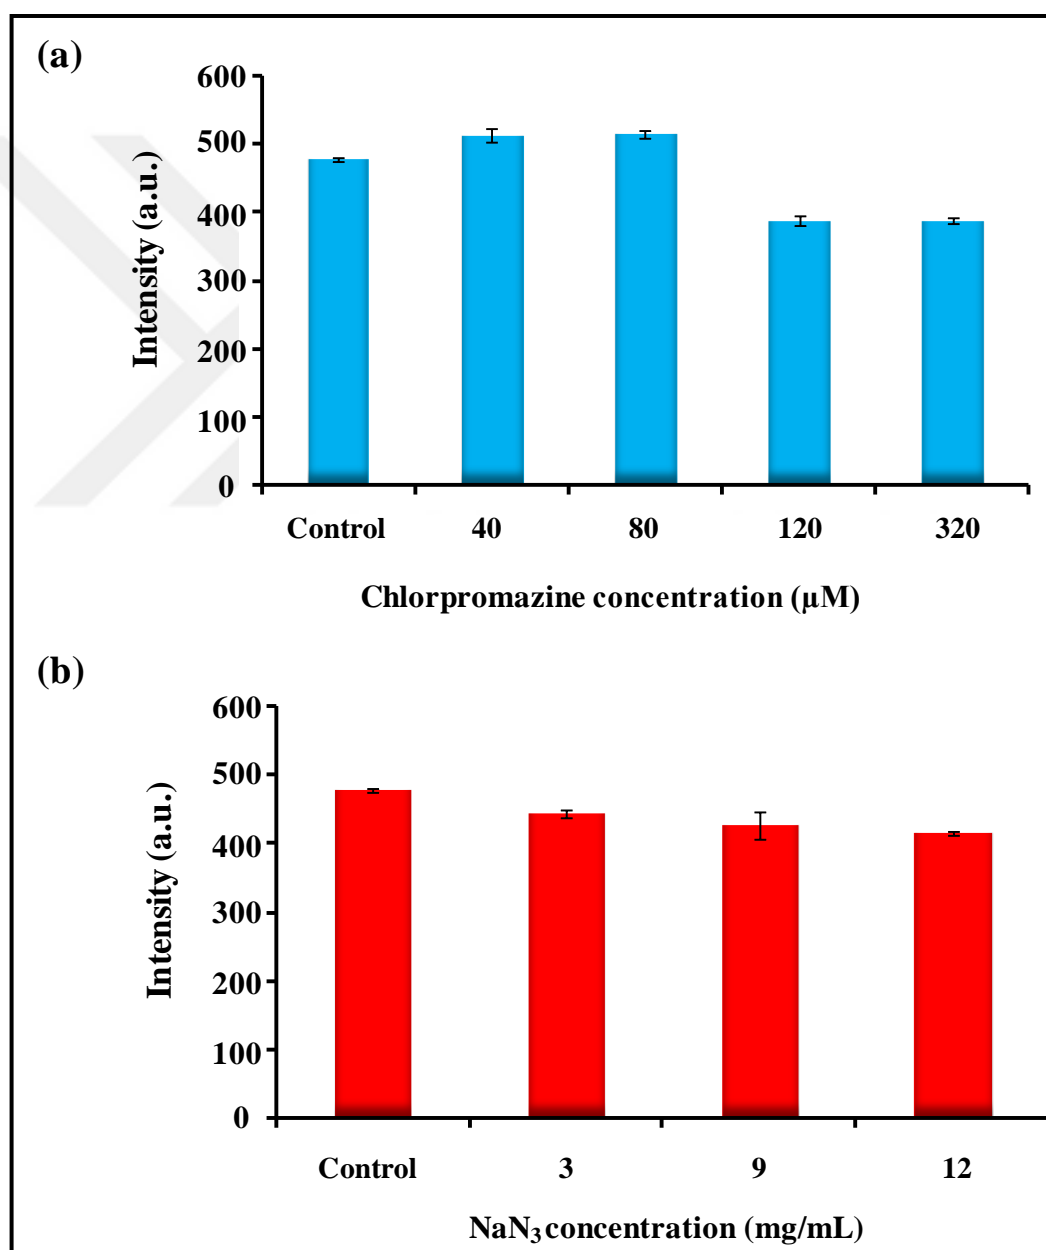 (a)
600
500
400
300
200
100
0
Intensity (a.u.)
Control 40 80 120 320
Chlorpromazine concentration (µM)
(b)
600
500
400
300
200
100
0
Intensity (a.u.)
Control 3 9 12
NaN₃ concentration (mg/mL)